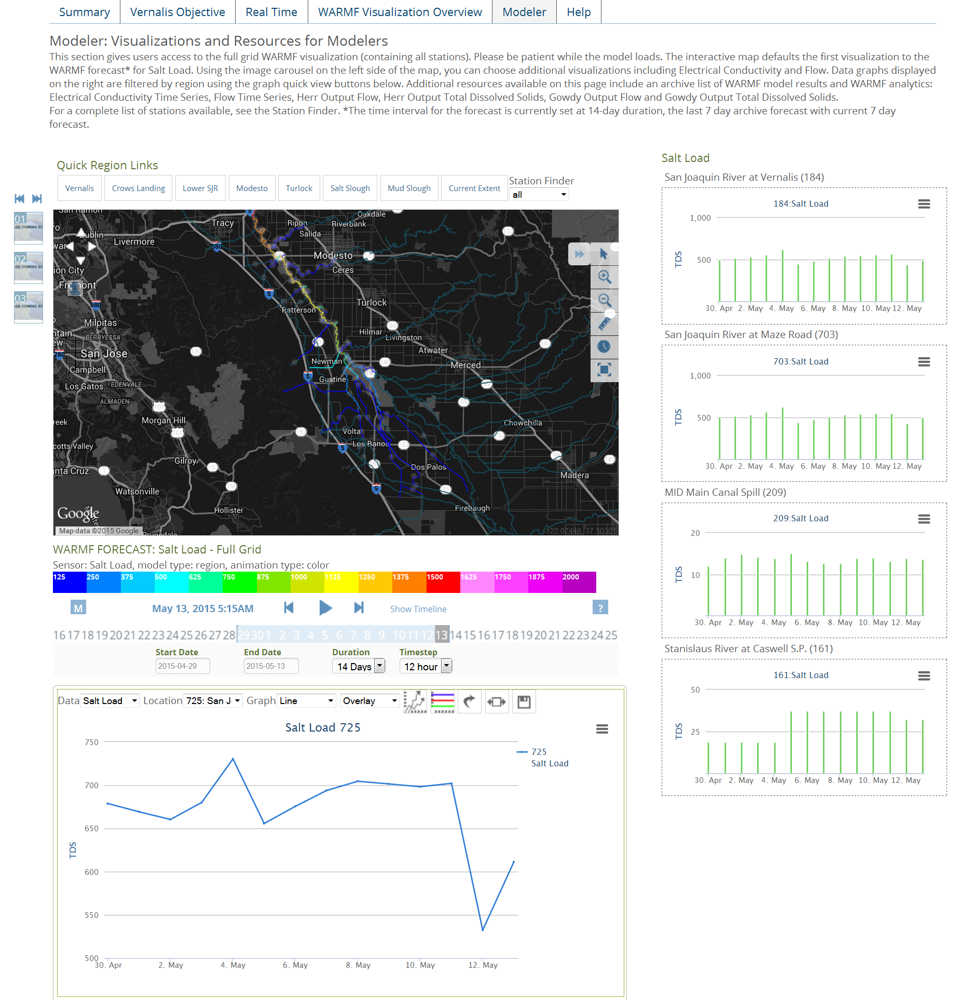 Summary Vernalis Objective Real Time WARMF Visualization Overview Modeler Help
Modeler: Visualizations and Resources for Modelers
This section gives users access to the full grid WARMF visualization (containing all stations). Please be patient while the model loads. The interactive map defaults the first visualization to the
WARMF forecast* for Salt Load. Using the image carousel on the left side of the map, you can choose additional visualizations including Electrical Conductivity and Flow. Data graphs displayed
on the right are filtered by region using the graph quick view buttons below. Additional resources available on this page include an archive list of WARMF model results and WARMF analytics:
Electrical Conductivity Time Series, Flow Time Series, Herr Output Flow, Herr Output Total Dissolved Solids, Gowdy Output Flow and Gowdy Output Total Dissolved Solids.
For a complete list of stations available, see the Station Finder. *The time interval for the forecast is currently set at 14-day duration, the last 7 day archive forecast with current 7 day
forecast.
Quick Region Links
Vernalis Crows Landing Lower SJR Modesto Turlock Salt Slough Mud Slough Current Extent
Station Finder
all
01
GE COMING SC
02
GE COMING SC
03
GE COMING SC
San Ramon
Dublin
Livermore
Tracy
Ripon
Oakdale
Riverbank
Salida
Modesto
Ceres
ion City
Fremont
Patterson
Turlock
Milpitas
BERRYESSA
Hilmar
Livingston
ntain
ew
San Jose
Newman
Atwater
Merced
Campbell
Los Gatos
EDENVALE
Gustine
ALMADEN
Morgan Hill
reek
Chowchilla
Volta
Los Banos
cotts Valley
Gilroy
Dos Palos
nta Cruz
Madera
Watsonville
Firebaugh
Hollister
Google
Map data ©2015 Google
Prunedale
-122.07448, 37.30301
WARMF FORECAST: Salt Load - Full Grid
Sensor: Salt Load, model type: region, animation type: color
125 250 375 500 625 750 875 1000 1125 1250 1375 1500 1625 1750 1875 2000
M May 13, 2015 5:15AM Show Timeline ?
16 17 18 19 20 21 22 23 24 25 26 27 28 29 30 1 2 3 4 5 6 7 8 9 10 11 12 13 14 15 16 17 18 19 20 21 22 23 24 25
Start Date End Date Duration Timestep
2015-04-29 2015-05-13 14 Days 12 hour
Data Salt Load Location 725: San J Graph Line Overlay
Salt Load 725
725
Salt Load
750
700
650
600
550
500
TDS
30. Apr 2. May 4. May 6. May 8. May 10. May 12. May
Salt Load
San Joaquin River at Vernalis (184)
184:Salt Load
1,000
500
TDS
30. Apr 2. May 4. May 6. May 8. May 10. May 12. May
San Joaquin River at Maze Road (703)
703:Salt Load
1,000
500
TDS
30. Apr 2. May 4. May 6. May 8. May 10. May 12. May
MID Main Canal Spill (209)
209:Salt Load
20
10
TDS
30. Apr 2. May 4. May 6. May 8. May 10. May 12. May
Stanislaus River at Caswell S.P. (161)
161:Salt Load
50
25
TDS
30. Apr 2. May 4. May 6. May 8. May 10. May 12. May